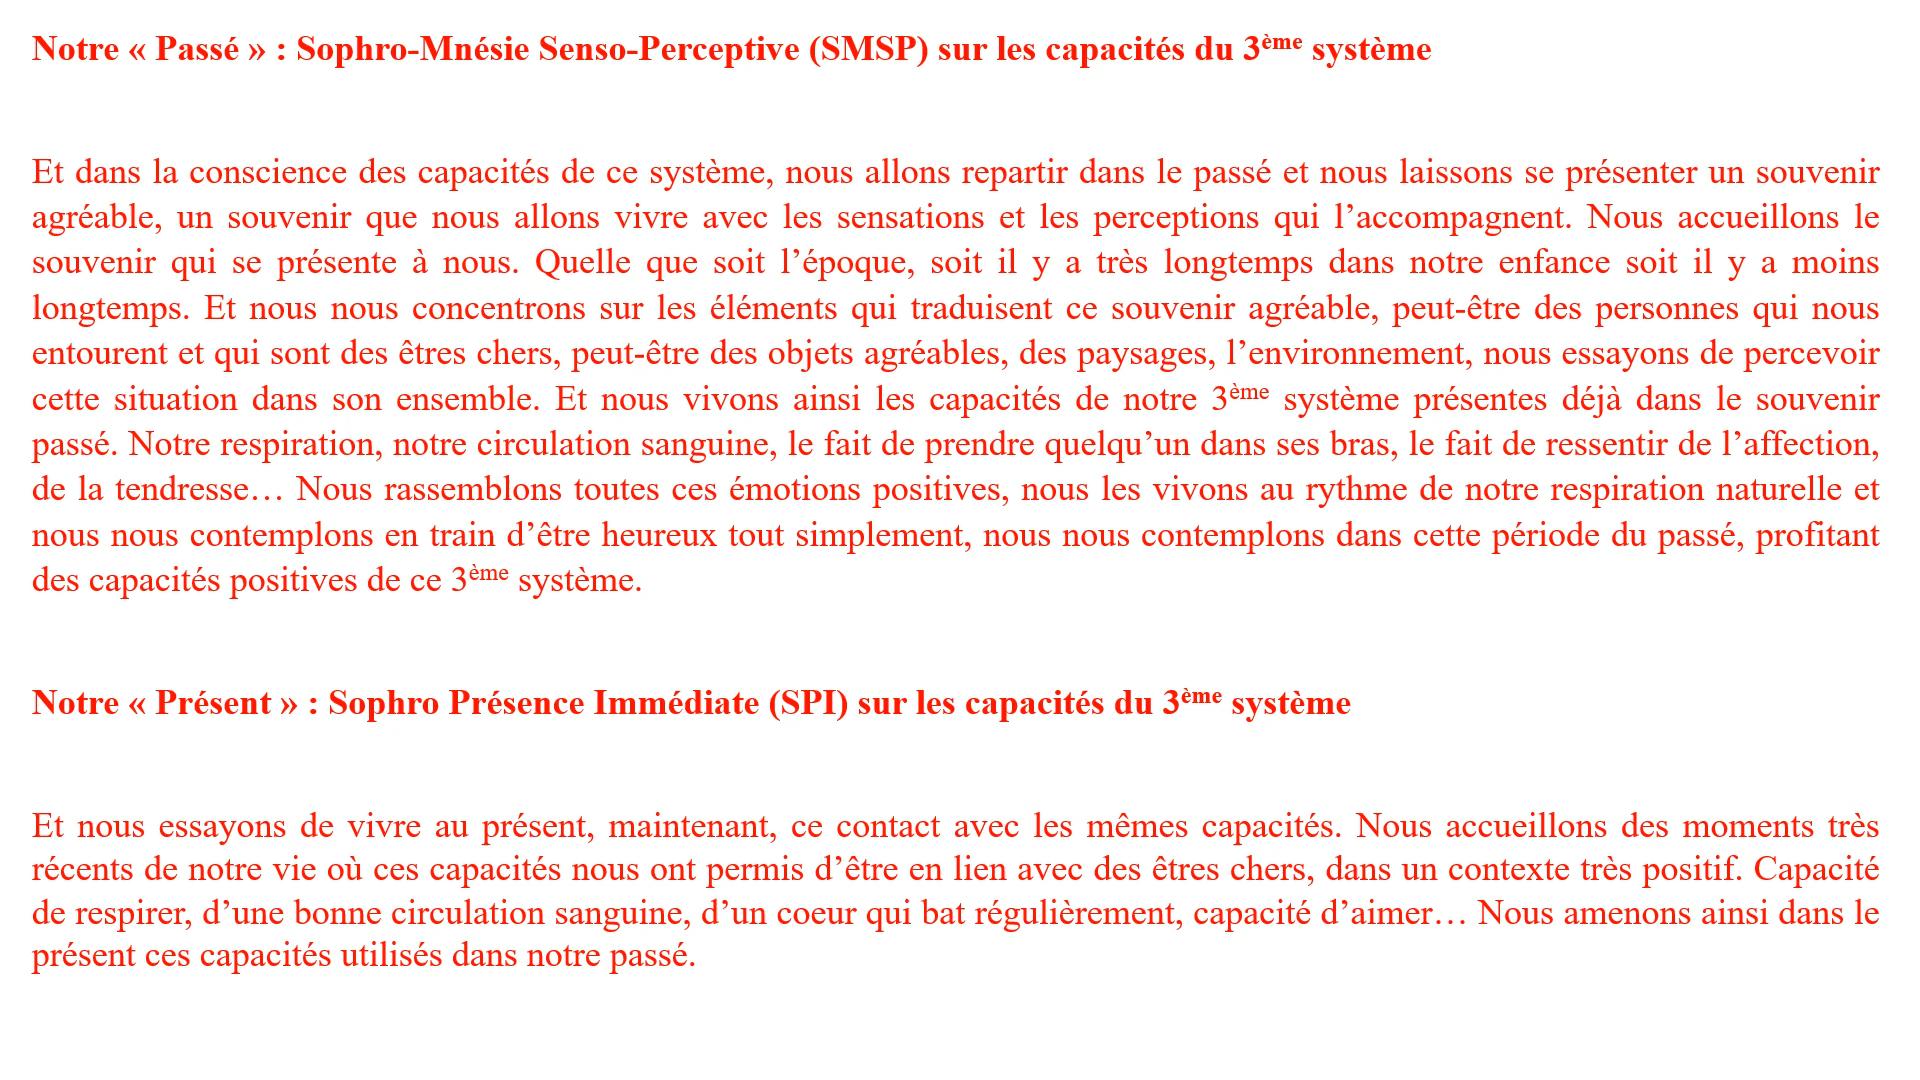 Notre « Passé » : Sophro-Mnésie Senso-Perceptive (SMSP) sur les capacités du 3ème système
Et dans la conscience des capacités de ce système, nous allons repartir dans le passé et nous laissons se présenter un souvenir
agréable, un souvenir que nous allons vivre avec les sensations et les perceptions qui l’accompagnent. Nous accueillons le
souvenir qui se présente à nous. Quelle que soit l’époque, soit il y a très longtemps dans notre enfance soit il y a moins
longtemps. Et nous nous concentrons sur les éléments qui traduisent ce souvenir agréable, peut-être des personnes qui nous
entourent et qui sont des êtres chers, peut-être des objets agréables, des paysages, l’environnement, nous essayons de percevoir
cette situation dans son ensemble. Et nous vivons ainsi les capacités de notre 3ème système présentes déjà dans le souvenir
passé. Notre respiration, notre circulation sanguine, le fait de prendre quelqu’un dans ses bras, le fait de ressentir de l’affection,
de la tendresse… Nous rassemblons toutes ces émotions positives, nous les vivons au rythme de notre respiration naturelle et
nous nous contemplons en train d’être heureux tout simplement, nous nous contemplons dans cette période du passé, profitant
des capacités positives de ce 3ème système.
Notre « Présent » : Sophro Présence Immédiate (SPI) sur les capacités du 3ème système
Et nous essayons de vivre au présent, maintenant, ce contact avec les mêmes capacités. Nous accueillons des moments très
récents de notre vie où ces capacités nous ont permis d’être en lien avec des êtres chers, dans un contexte très positif. Capacité
de respirer, d’une bonne circulation sanguine, d’un coeur qui bat régulièrement, capacité d’aimer… Nous amenons ainsi dans le
présent ces capacités utilisés dans notre passé.